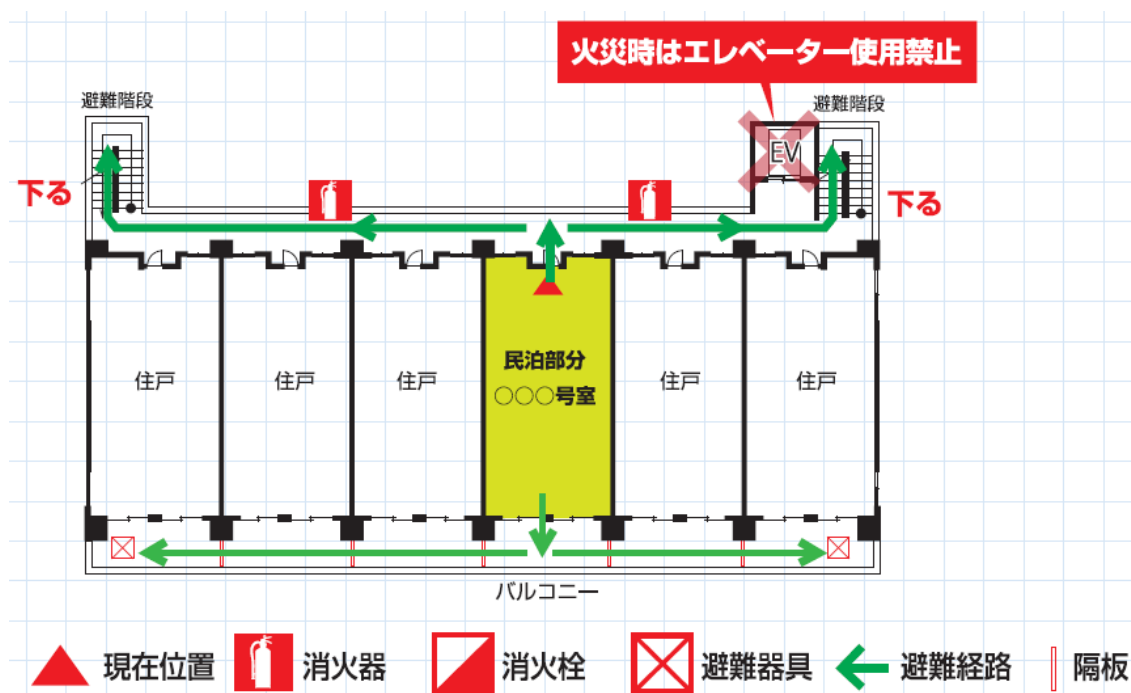 火災時はエレベーター使用禁止
避難階段
避難階段
EV
下る
下る
住戸
住戸
住戸
民泊部分
○○○号室
住戸
住戸
バルコニー
現在位置
消火器
消火栓
避難器具
避難経路
隔板